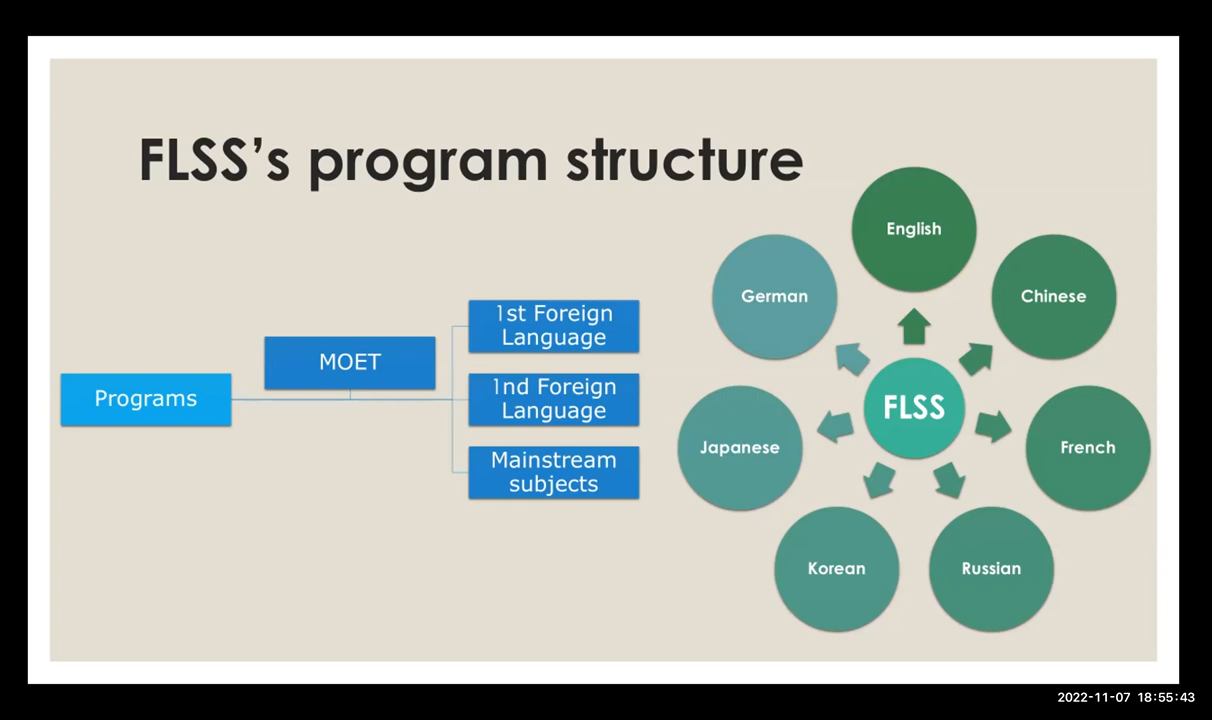 FLSS’s program structure
Programs
MOET
1st Foreign
Language
1nd Foreign
Language
Mainstream
subjects
English
German
Chinese
FLSS
Japanese
French
Korean
Russian
2022-11-07 18:55:43